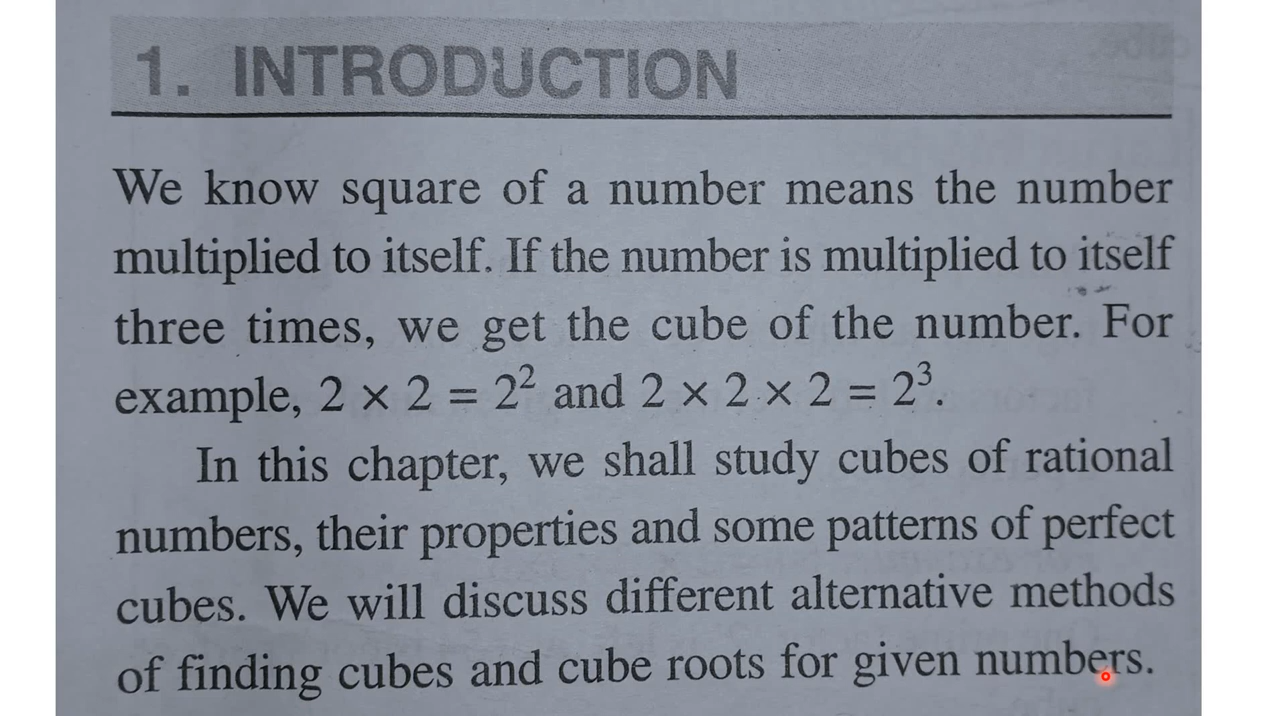 1. INTRODUCTION
We know square of a number means the number
multiplied to itself. If the number is multiplied to itself
three times, we get the cube of the number. For
example, 2 × 2 = 2² and 2 × 2 × 2 = 2³.
In this chapter, we shall study cubes of rational
numbers, their properties and some patterns of perfect
cubes. We will discuss different alternative methods
of finding cubes and cube roots for given numbers.